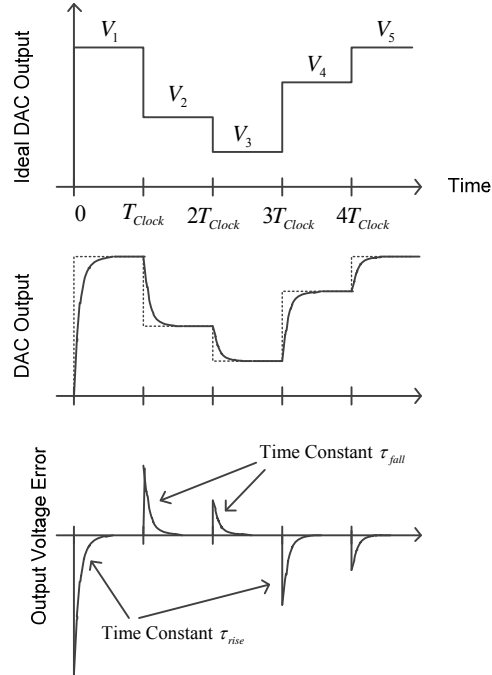 Ideal DAC Output
V1
V2
V3
V4
V5
Time
0
TClock
2TClock
3TClock
4TClock
DAC Output
Output Voltage Error
Time Constant τfall
Time Constant τrise